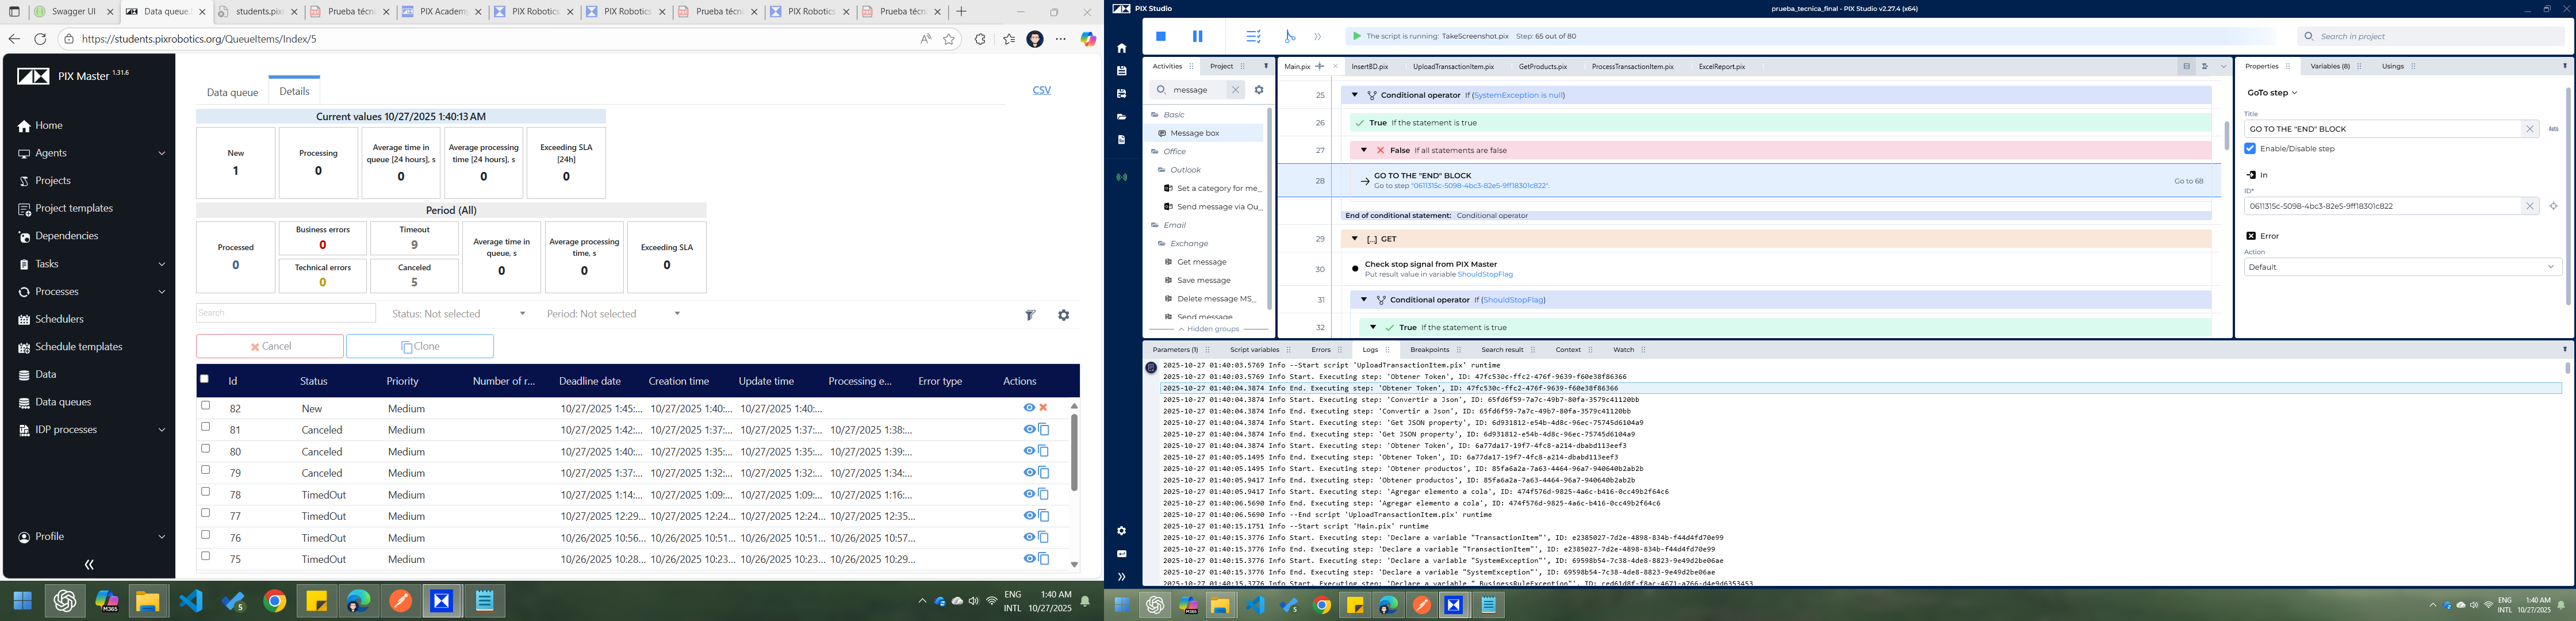 Swagger UI
Data queue.
students.pixr
Prueba técni
PIX Academy
PIX Robotics
PIX Robotics
Prueba técni
PIX Robotics
Prueba técni
https://students.pixrobotics.org/QueueItems/Index/5
PIX Master 1.31.6
Home
Agents
Projects
Project templates
Dependencies
Tasks
Processes
Schedulers
Schedule templates
Data
Data queues
IDP processes
Profile
Data queue
Details
CSV
Current values 10/27/2025 1:40:13 AM
New
1
Processing
0
Average time in queue [24 hours], s
0
Average processing time [24 hours], s
0
Exceeding SLA [24h]
0
Period (All)
Processed
0
Business errors
0
Technical errors
0
Timeout
9
Canceled
5
Average time in queue, s
0
Average processing time, s
0
Exceeding SLA
0
Search
Status: Not selected
Period: Not selected
Cancel
Clone
Id Status Priority Number of r... Deadline date Creation time Update time Processing e... Error type Actions
82 New Medium 10/27/2025 1:45:... 10/27/2025 1:40:... 10/27/2025 1:40:...
81 Canceled Medium 10/27/2025 1:42:... 10/27/2025 1:37:... 10/27/2025 1:37:... 10/27/2025 1:38:...
80 Canceled Medium 10/27/2025 1:40:... 10/27/2025 1:35:... 10/27/2025 1:35:... 10/27/2025 1:39:...
79 Canceled Medium 10/27/2025 1:37:... 10/27/2025 1:32:... 10/27/2025 1:32:... 10/27/2025 1:34:...
78 TimedOut Medium 10/27/2025 1:14:... 10/27/2025 1:09:... 10/27/2025 1:09:... 10/27/2025 1:16:...
77 TimedOut Medium 10/27/2025 12:29... 10/27/2025 12:24... 10/27/2025 12:24... 10/27/2025 12:35...
76 TimedOut Medium 10/26/2025 10:56... 10/26/2025 10:51... 10/26/2025 10:51... 10/26/2025 10:57...
75 TimedOut Medium 10/26/2025 10:28... 10/26/2025 10:23... 10/26/2025 10:23... 10/26/2025 10:29...
M365
5
ENG
INTL
1:40 AM
10/27/2025
PIX Studio
prueba_tecnica_final - PIX Studio v2.27.4 (x64)
The script is running: TakeScreenshot.pix Step: 65 out of 80
Search in project
Activities
Project
message
Basic
Message box
Office
Outlook
Set a category for me_
Send message via Ou_
Email
Exchange
Get message
Save message
Delete message MS_
Send message
Hidden groups
Main.pix
InsertBD.pix
UploadTransactionItem.pix
GetProducts.pix
ProcessTransactionItem.pix
ExcelReport.pix
25 Conditional operator If (SystemException is null)
26 True If the statement is true
27 False If all statements are false
28 GO TO THE "END" BLOCK
Go to step "0611315c-5098-4bc3-82e5-9ff18301c822".
Go to 68
End of conditional statement: Conditional operator
29 [...] GET
30 Check stop signal from PIX Master
Put result value in variable ShouldStopFlag
31 Conditional operator If (ShouldStopFlag)
32 True If the statement is true
Properties
Variables (8)
Usings
GoTo step
Title
GO TO THE "END" BLOCK
Enable/Disable step
In
ID*
0611315c-5098-4bc3-82e5-9ff18301c822
Error
Action
Default
Parameters (1)
Script variables
Errors
Logs
Breakpoints
Search result
Context
Watch
2025-10-27 01:40:03.5769 Info --Start script 'UploadTransactionItem.pix' runtime
2025-10-27 01:40:03.5769 Info Start. Executing step: 'Obtener Token', ID: 47fc530c-ffc2-476f-9639-f60e38f86366
2025-10-27 01:40:04.3874 Info End. Executing step: 'Obtener Token', ID: 47fc530c-ffc2-476f-9639-f60e38f86366
2025-10-27 01:40:04.3874 Info Start. Executing step: 'Convertir a Json', ID: 65fd6f59-7a7c-49b7-80fa-3579c41120bb
2025-10-27 01:40:04.3874 Info End. Executing step: 'Convertir a Json', ID: 65fd6f59-7a7c-49b7-80fa-3579c41120bb
2025-10-27 01:40:04.3874 Info Start. Executing step: 'Get JSON property', ID: 6d931812-e54b-4d8c-96ec-75745d6104a9
2025-10-27 01:40:04.3874 Info End. Executing step: 'Get JSON property', ID: 6d931812-e54b-4d8c-96ec-75745d6104a9
2025-10-27 01:40:04.3874 Info Start. Executing step: 'Obtener Token', ID: 6a77da17-19f7-4fc8-a214-dbabd113eef3
2025-10-27 01:40:05.1495 Info End. Executing step: 'Obtener Token', ID: 6a77da17-19f7-4fc8-a214-dbabd113eef3
2025-10-27 01:40:05.1495 Info Start. Executing step: 'Obtener productos', ID: 85fa6a2a-7a63-4464-96a7-940640b2ab2b
2025-10-27 01:40:05.9417 Info End. Executing step: 'Obtener productos', ID: 85fa6a2a-7a63-4464-96a7-940640b2ab2b
2025-10-27 01:40:05.9417 Info Start. Executing step: 'Agregar elemento a cola', ID: 474f576d-9825-4a6c-b416-0cc49b2f64c6
2025-10-27 01:40:06.5690 Info End. Executing step: 'Agregar elemento a cola', ID: 474f576d-9825-4a6c-b416-0cc49b2f64c6
2025-10-27 01:40:06.5690 Info --End script 'UploadTransactionItem.pix' runtime
2025-10-27 01:40:15.1751 Info --Start script 'Main.pix' runtime
2025-10-27 01:40:15.3776 Info Start. Executing step: 'Declare a variable "TransactionItem"', ID: e2385027-7d2e-4898-834b-f44d4fd70e99
2025-10-27 01:40:15.3776 Info End. Executing step: 'Declare a variable "TransactionItem"', ID: e2385027-7d2e-4898-834b-f44d4fd70e99
2025-10-27 01:40:15.3776 Info Start. Executing step: 'Declare a variable "SystemException"', ID: 69598b54-7c38-4de8-8823-9e49d2be06ae
2025-10-27 01:40:15.3776 Info End. Executing step: 'Declare a variable "SystemException"', ID: 69598b54-7c38-4de8-8823-9e49d2be06ae
2025-10-27 01:40:15.3776 Info Start. Executing step: 'Declare a variable " BusinessRuleException"', ID: ced61d8f-f8ac-4671-a766-d4e9d6353453
M365
5
ENG
INTL
1:40 AM
10/27/2025